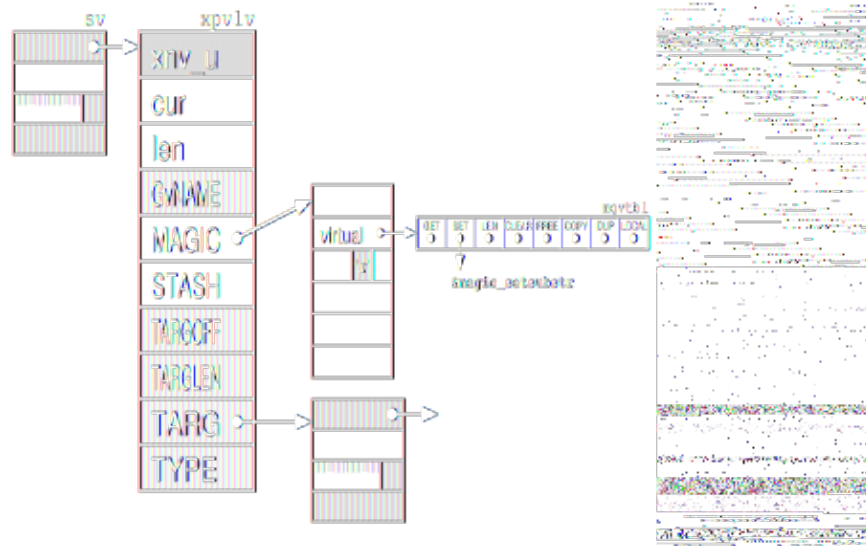 sv
xpvlv
xnv_u
cur
len
GvNAME
MAGIC
STASH
TARGOFF
TARGLEN
TARG
TYPE
virtual
mgvtbl
GET SET LEN CLEAR FREE COPY DUP LOCAL
&magic_setsubstr